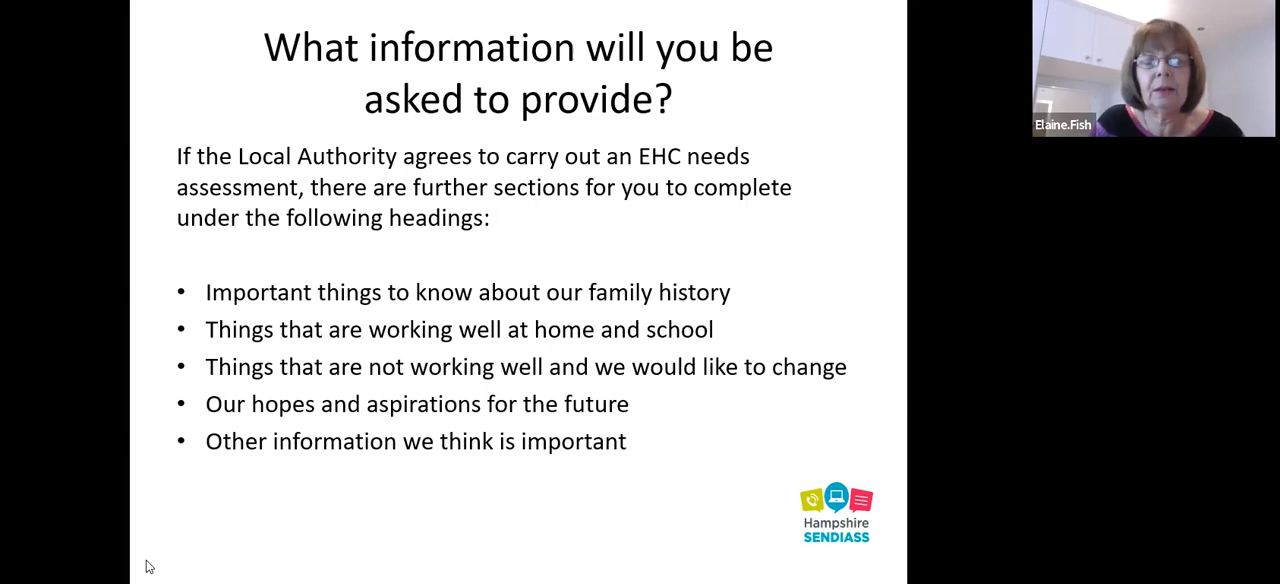 What information will you be
asked to provide?
If the Local Authority agrees to carry out an EHC needs
assessment, there are further sections for you to complete
under the following headings:
• Important things to know about our family history
• Things that are working well at home and school
• Things that are not working well and we would like to change
• Our hopes and aspirations for the future
• Other information we think is important
Hampshire
SENDIASS
Elaine.Fish